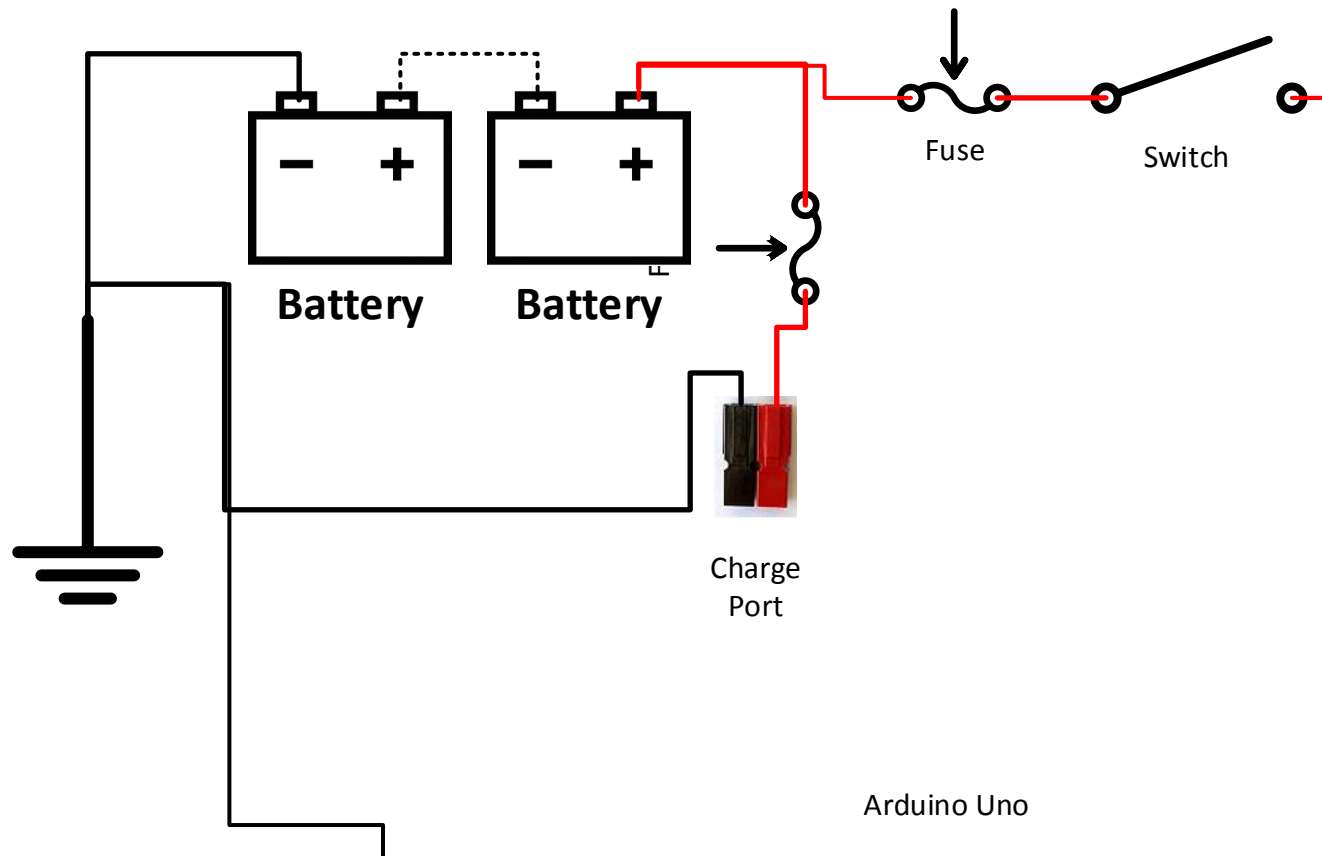 Fuse
Switch
− + − +
F
Battery Battery
Charge
Port
Arduino Uno